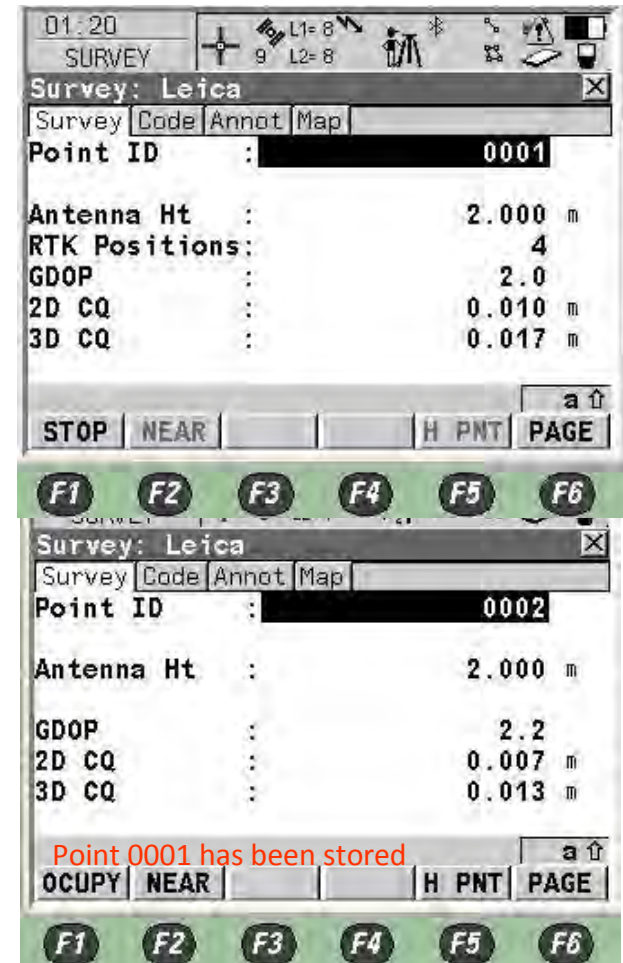 01:20
L1= 8
SURVEY 9 L2= 8
Survey: Leica
Survey Code Annot Map
Point ID : 0001
Antenna Ht : 2.000 m
RTK Positions: 4
GDOP : 2.0
2D CQ : 0.010 m
3D CQ : 0.017 m
a
STOP NEAR H PNT PAGE
F1 F2 F3 F4 F5 F6
Survey: Leica
Survey Code Annot Map
Point ID : 0002
Antenna Ht : 2.000 m
GDOP : 2.2
2D CQ : 0.007 m
3D CQ : 0.013 m
Point 0001 has been stored a
OCUPY NEAR H PNT PAGE
F1 F2 F3 F4 F5 F6